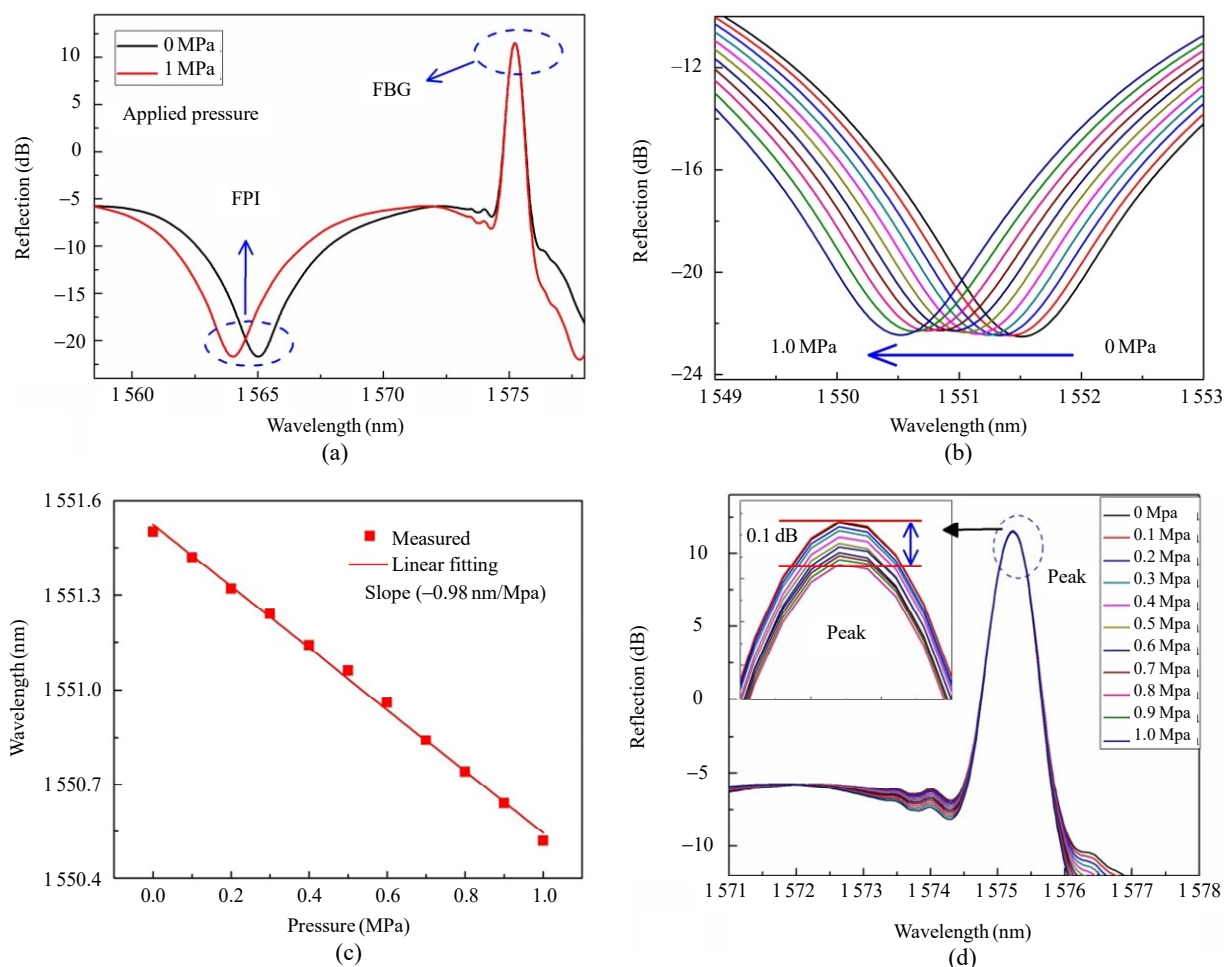 0 MPa
1 MPa
Applied pressure
FBG
FPI
10
5
0
−5
−10
−15
−20
Reflection (dB)
1 560
1 565
1 570
1 575
Wavelength (nm)
(a)
−12
−16
−20
−24
Reflection (dB)
1.0 MPa
0 MPa
1 549
1 550
1 551
1 552
1 553
Wavelength (nm)
(b)
1 551.6
1 551.3
1 551.0
1 550.7
1 550.4
Wavelength (nm)
Measured
Linear fitting
Slope (−0.98 nm/Mpa)
0.0
0.2
0.4
0.6
0.8
1.0
Pressure (MPa)
(c)
10
5
0
−5
−10
Reflection (dB)
0.1 dB
Peak
Peak
0 Mpa
0.1 Mpa
0.2 Mpa
0.3 Mpa
0.4 Mpa
0.5 Mpa
0.6 Mpa
0.7 Mpa
0.8 Mpa
0.9 Mpa
1.0 Mpa
1 571
1 572
1 573
1 574
1 575
1 576
1 577
1 578
Wavelength (nm)
(d)